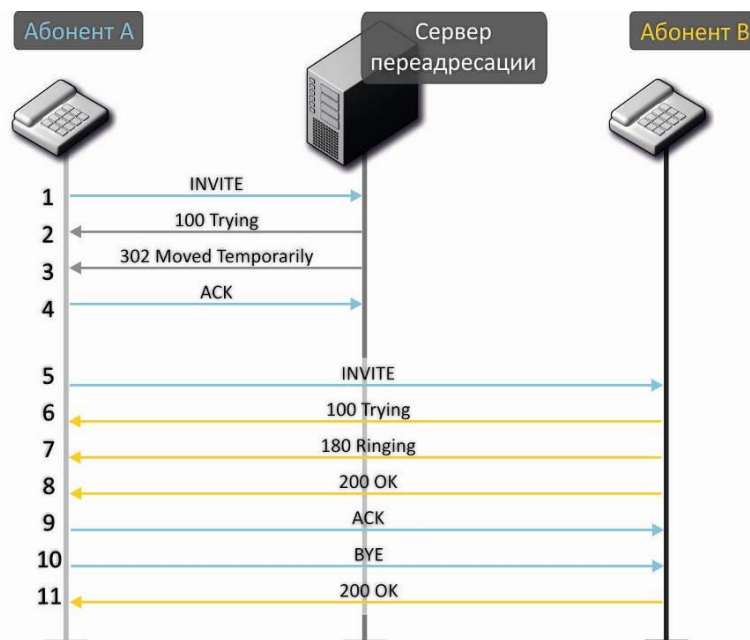 Абонент А
Сервер
переадресации
Абонент В
1 INVITE
2 100 Trying
3 302 Moved Temporarily
4 ACK
5 INVITE
6 100 Trying
7 180 Ringing
8 200 OK
9 ACK
10 BYE
11 200 OK